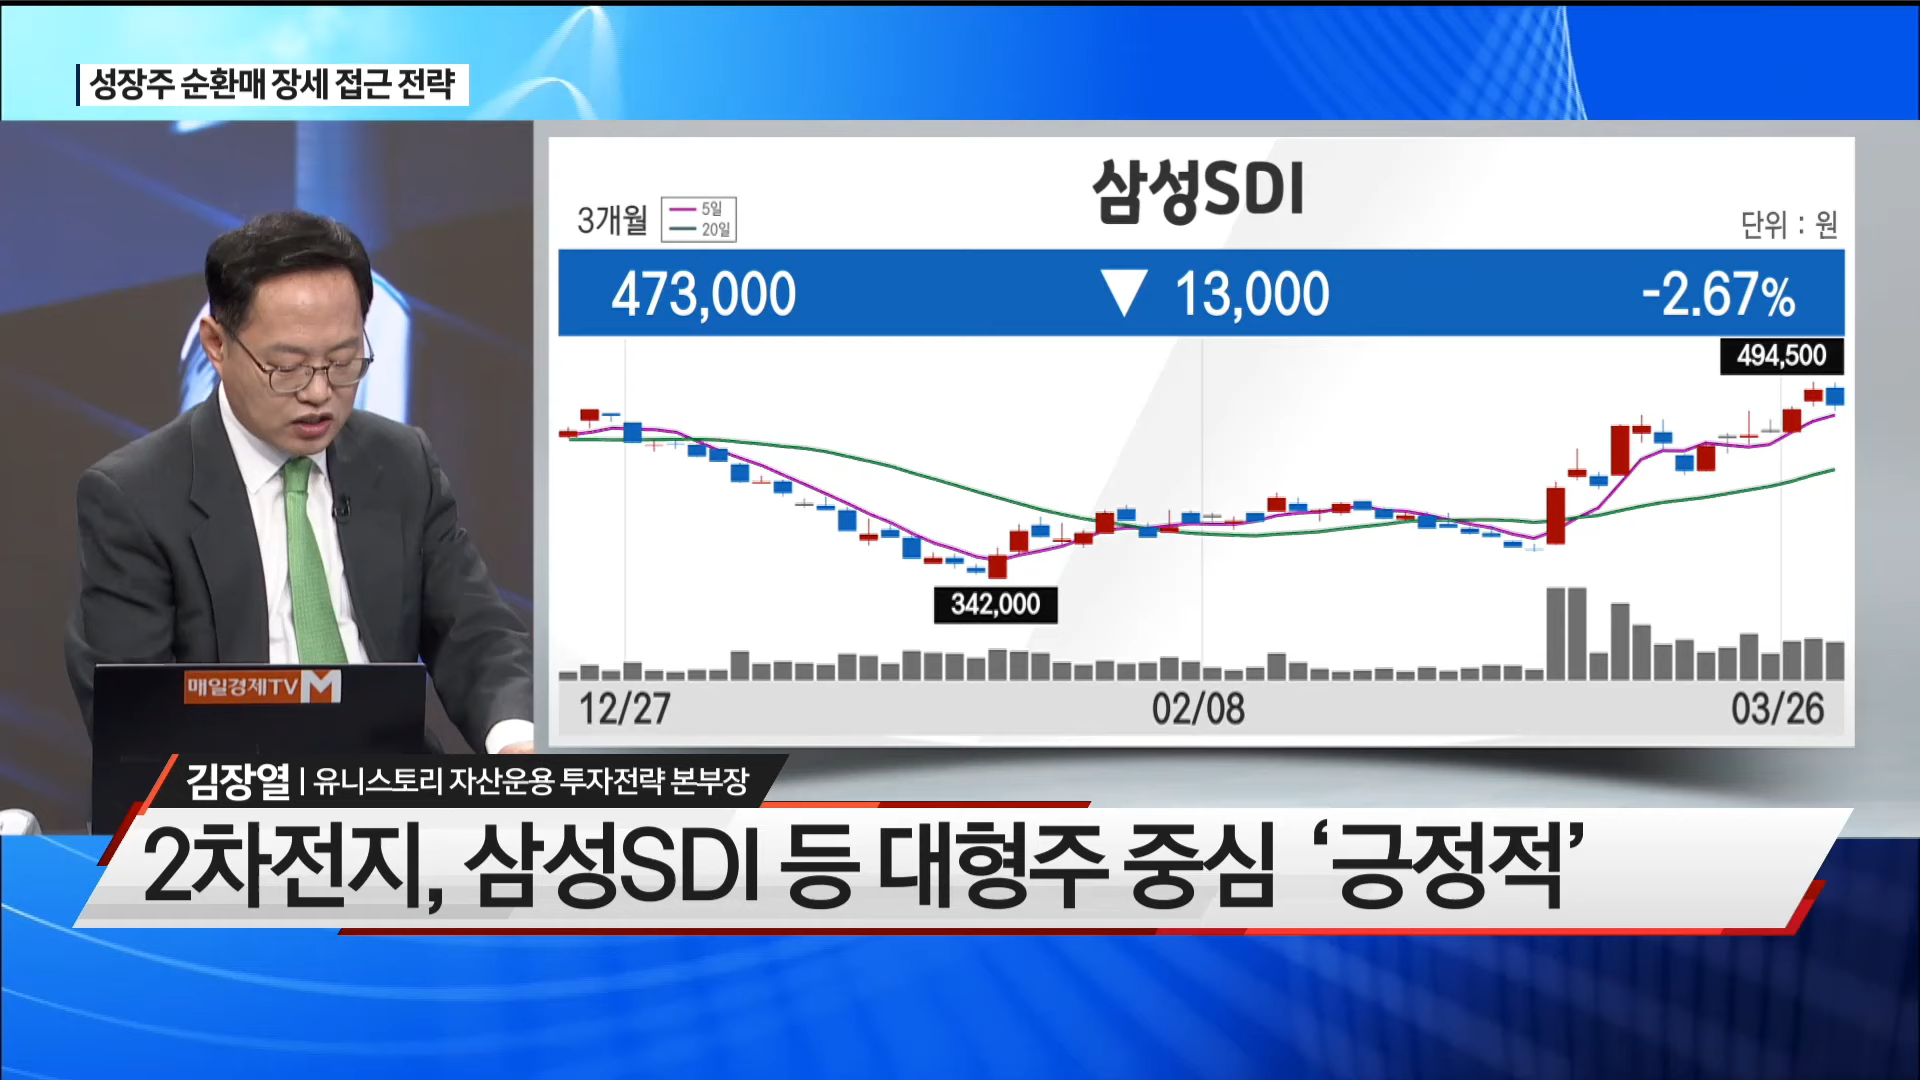 성장주 순환매 장세 접근 전략
삼성SDI
3개월
5일
20일
단위 : 원
473,000 ▼ 13,000 -2.67%
494,500
342,000
12/27 02/08 03/26
매일경제TV M
김장열 | 유니스토리 자산운용 투자전략 본부장
2차전지, 삼성SDI 등 대형주 중심 ‘긍정적’